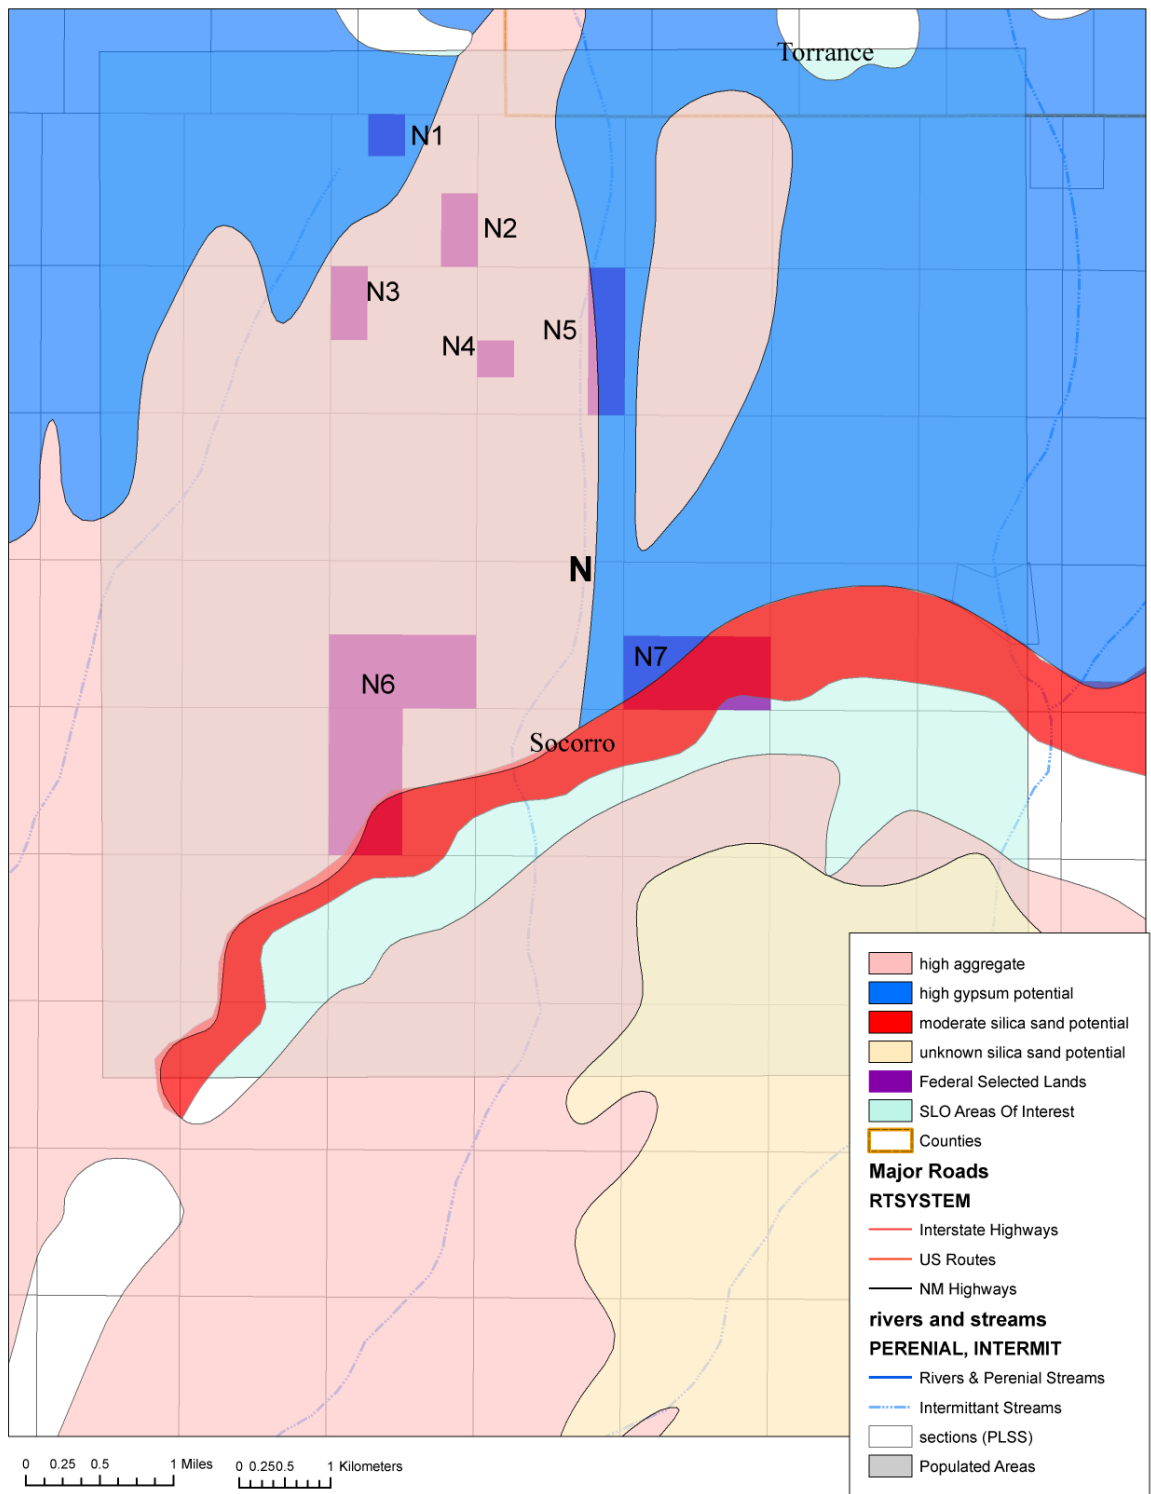 Torrance
N1
N2
N3
N5
N4
N
N7
N6
Socorro
high aggregate
high gypsum potential
moderate silica sand potential
unknown silica sand potential
Federal Selected Lands
SLO Areas Of Interest
Counties
Major Roads
RTSYSTEM
Interstate Highways
US Routes
NM Highways
rivers and streams
PERENIAL, INTERMIT
Rivers & Perenial Streams
Intermittant Streams
sections (PLSS)
Populated Areas
0 0.25 0.5 1 Miles
0 0.250.5 1 Kilometers